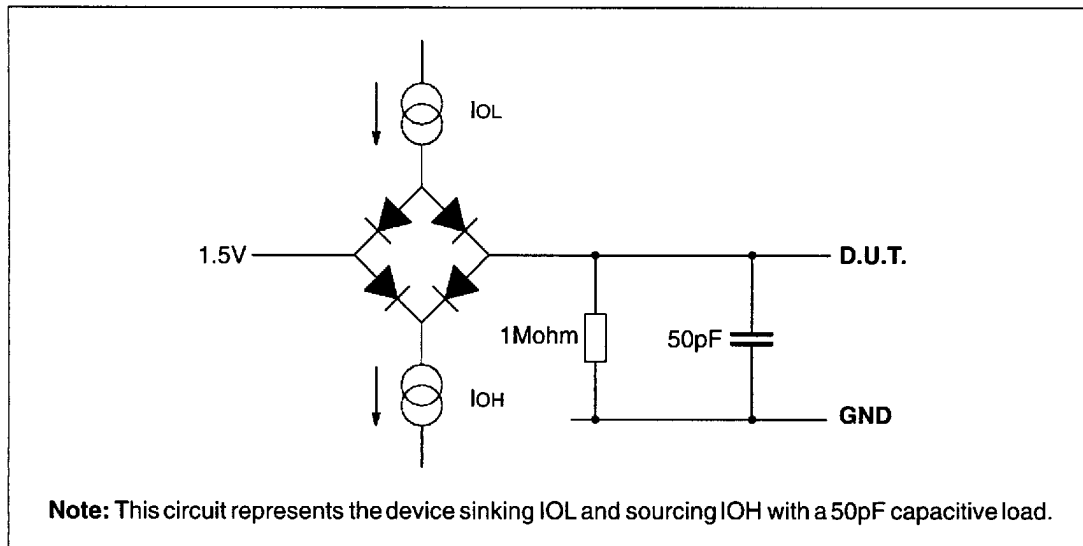 IOL
1.5V
D.U.T.
1Mohm
50pF
IOH
GND
Note: This circuit represents the device sinking IOL and sourcing IOH with a 50pF capacitive load.